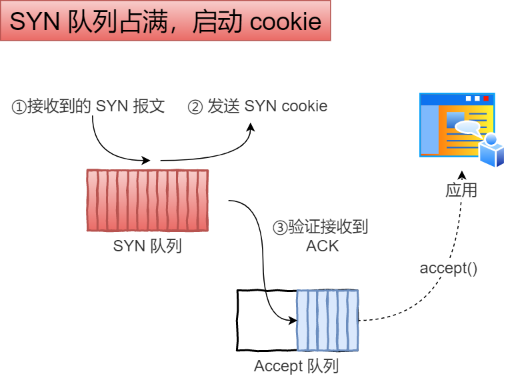 SYN 队列占满，启动 cookie
①接收到的 SYN 报文
② 发送 SYN cookie
应用
SYN 队列
③验证接收到
ACK
accept()
Accept 队列